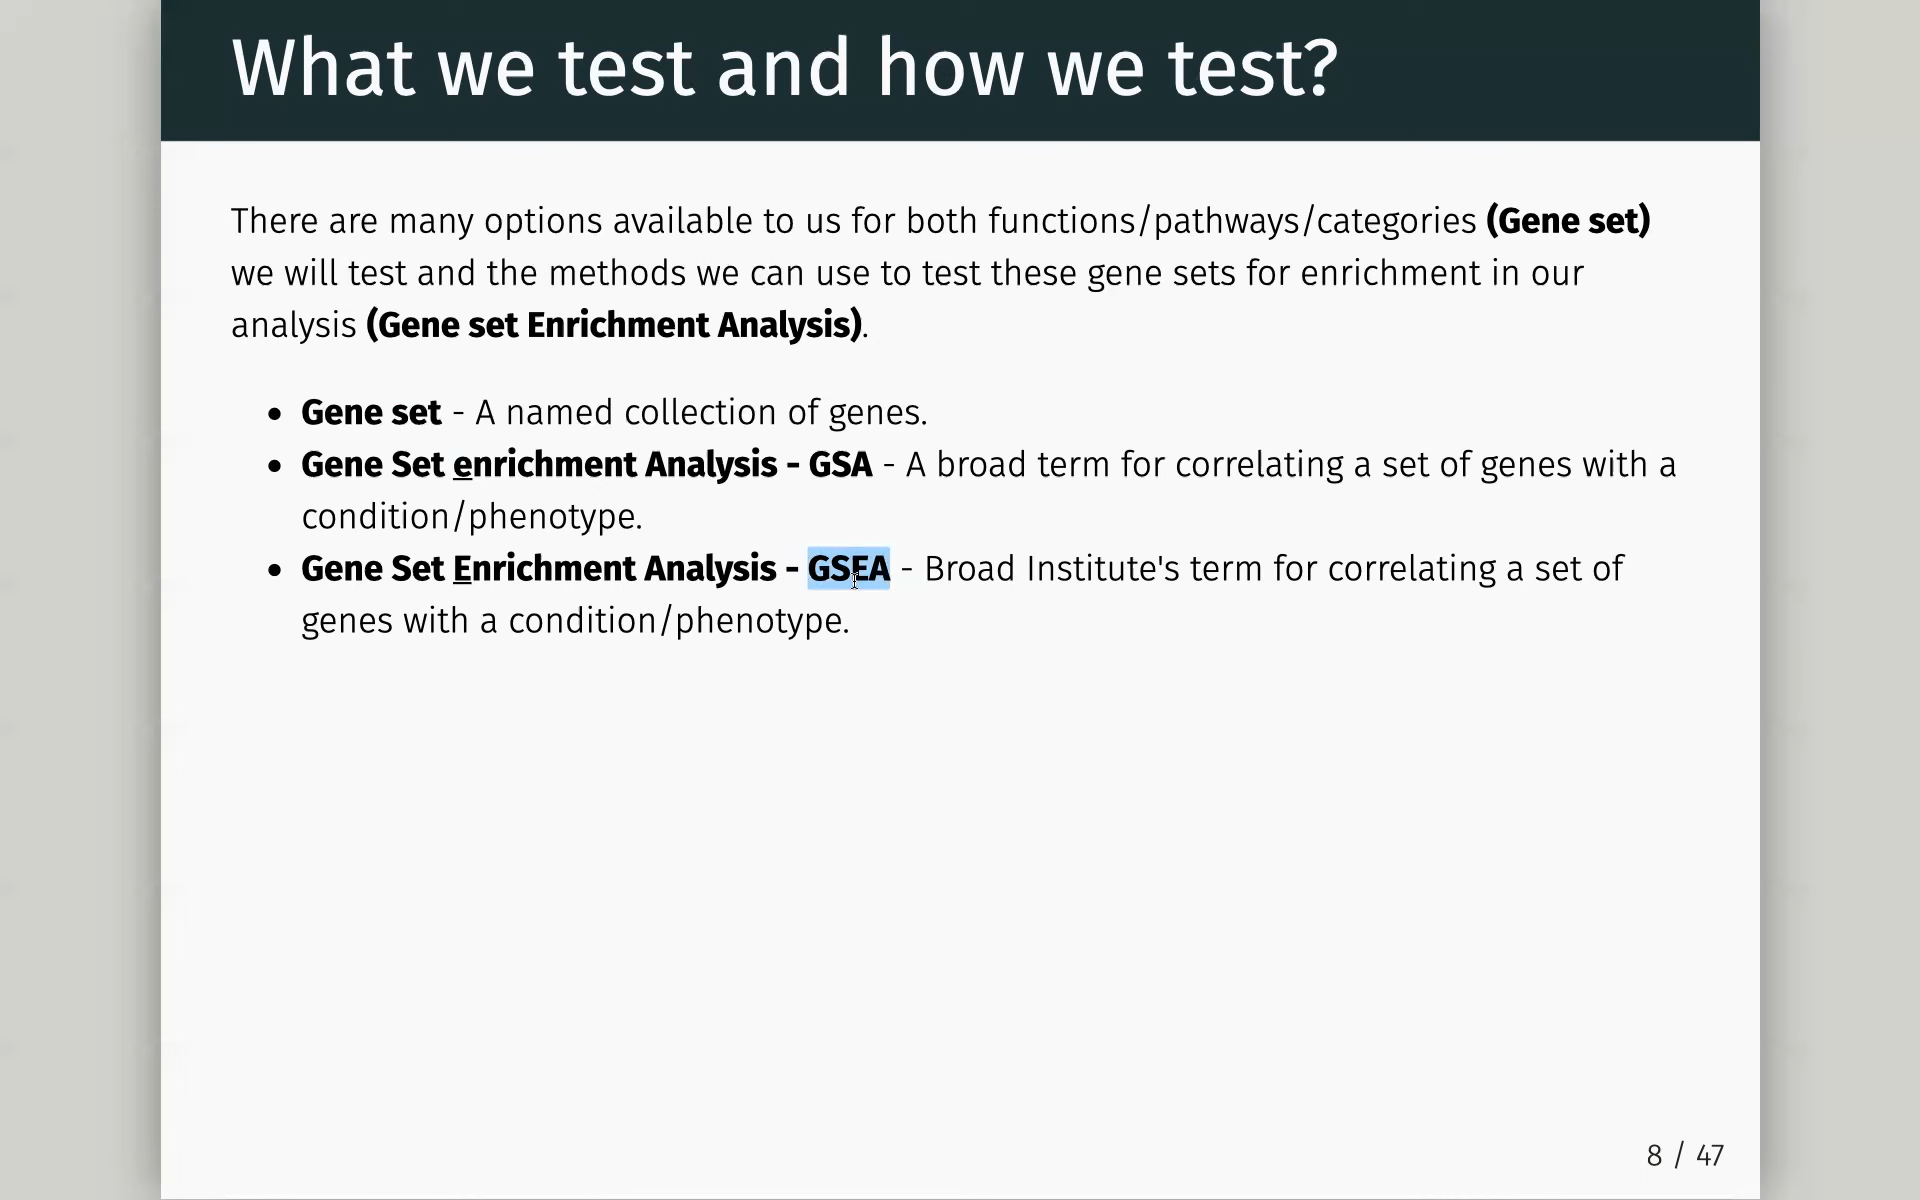 What we test and how we test?
There are many options available to us for both functions/pathways/categories (Gene set)
we will test and the methods we can use to test these gene sets for enrichment in our
analysis (Gene set Enrichment Analysis).
• Gene set - A named collection of genes.
• Gene Set enrichment Analysis - GSA - A broad term for correlating a set of genes with a
condition/phenotype.
• Gene Set Enrichment Analysis - GSEA - Broad Institute's term for correlating a set of
genes with a condition/phenotype.
8 / 47